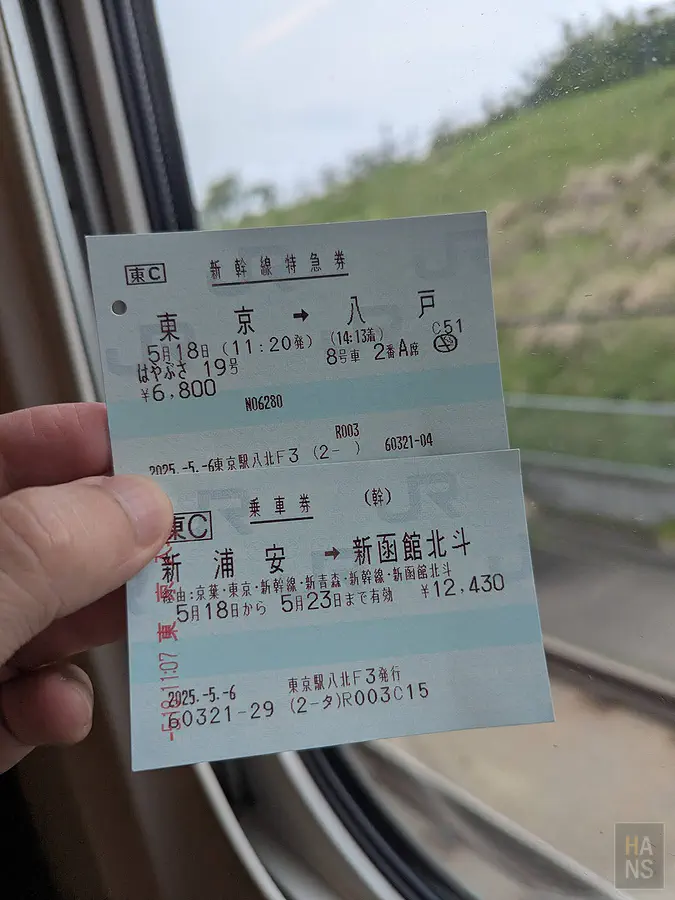 東C 新幹線特急券
東京 → 八戸
C51
5月18日 (11:20発) (14:13着)
はやぶさ 19号 8号車 2番A席
¥6,800
N06280
R003
2025.-5.-6東京駅八北F3 (2- ) 60321-04
乗車券 (幹)
東C
新浦安 → 新函館北斗
経由:京葉・東京・新幹線・新青森・新幹線・新函館北斗
5月18日から 5月23日まで有効 ¥12,430
2025.-5.-6 東京駅八北F3発行
60321-29 (2-タ)R003C15
-5.18 11:07 東
HANS